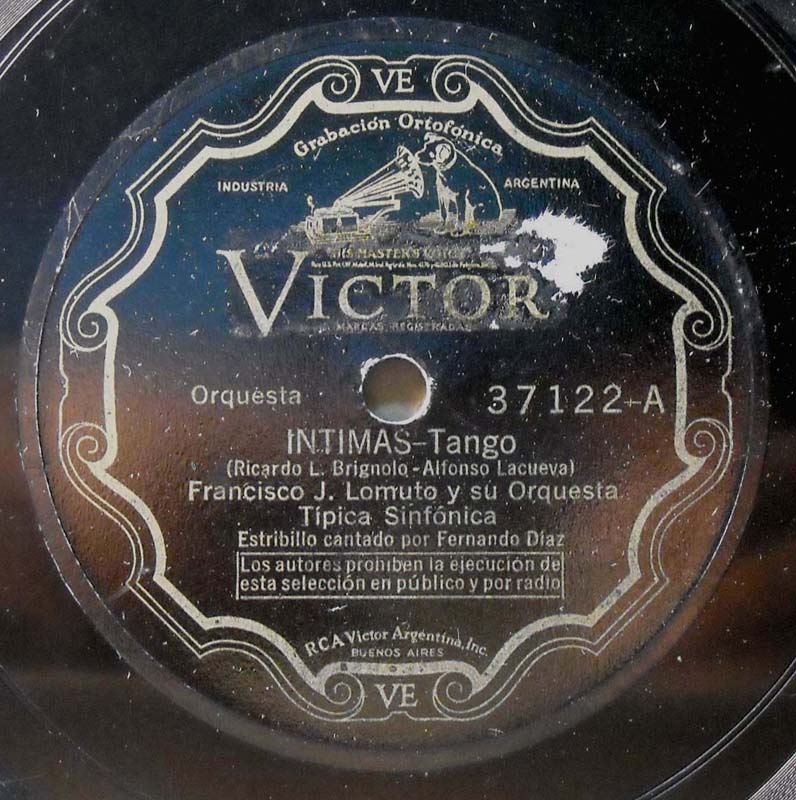 VE
Grabación Ortofónica
INDUSTRIA ARGENTINA
HIS MASTER'S VOICE
VICTOR
MARCAS REGISTRADAS
Orquesta 37122-A
INTIMAS-Tango
(Ricardo L. Brignolo - Alfonso Lacueva)
Francisco J. Lomuto y su Orquesta
Típica Sinfónica
Estribillo cantado por Fernando Díaz
Los autores prohiben la ejecución de
esta selección en público y por radio
RCA Victor Argentina, Inc.
BUENOS AIRES
VE